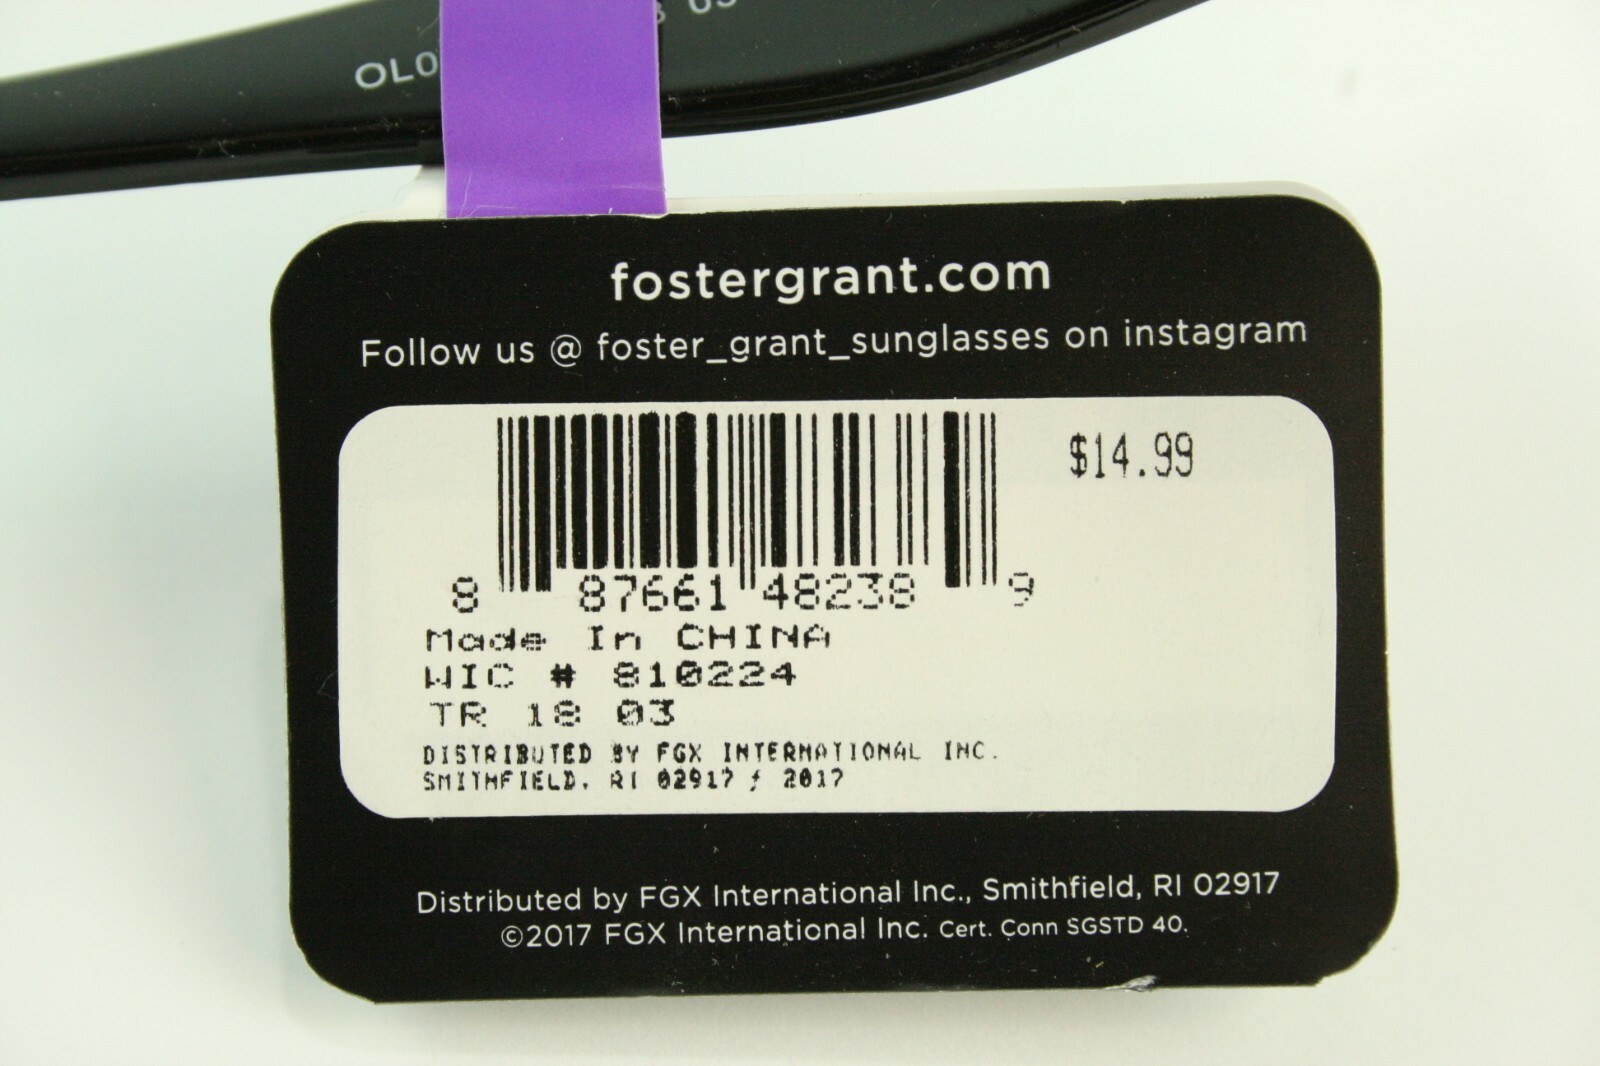 OL0
fostergrant.com
Follow us @ foster_grant_sunglasses on instagram
$14.99
8 87661 48238 9
Made In CHINA
WIC # 810224
TR 18 03
DISTRIBUTED BY FGX INTERNATIONAL INC.
SMITHFIELD, RI 02917 / 2017
Distributed by FGX International Inc., Smithfield, RI 02917
©2017 FGX International Inc. Cert. Conn SGSTD 40.